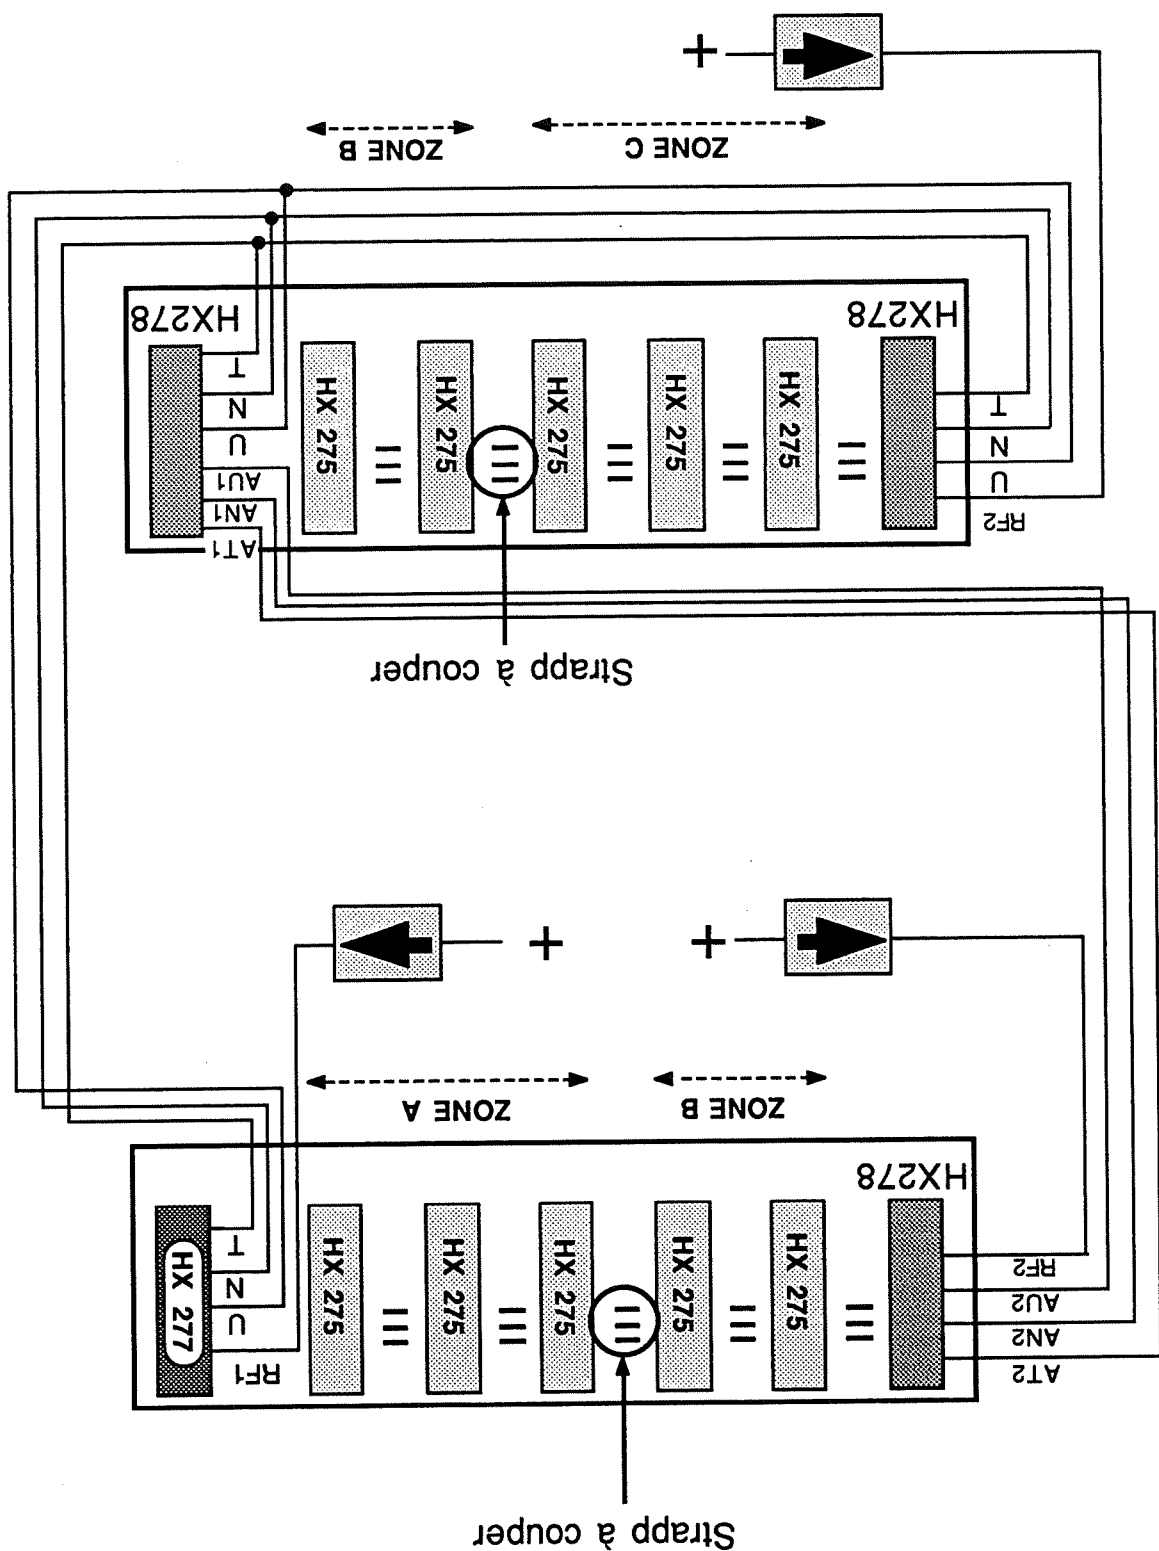 Strapp à couper
AT2
AN2
AU2
RF2
HX 275
HX 275
HX 275
HX 275
HX 275
RF1
U
N
T
HX 277
HX278
ZONE B
ZONE A
+
+
Strapp à couper
RF2
U
N
T
HX 275
HX 275
HX 275
HX 275
HX 275
AT1
AN1
AU1
U
N
T
HX278
HX278
ZONE C
ZONE B
+